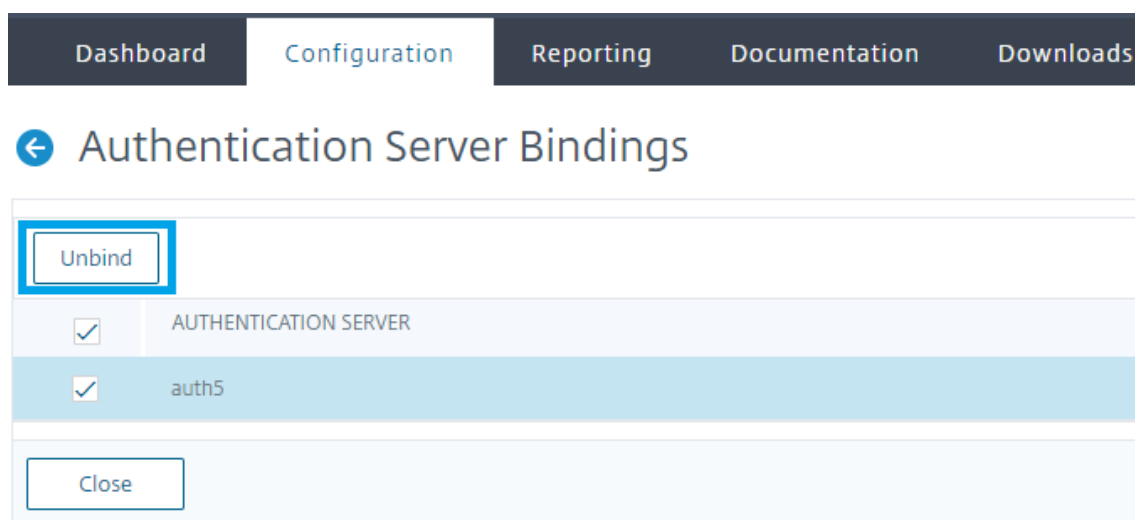 Dashboard Configuration Reporting Documentation Downloads
Authentication Server Bindings
Unbind
AUTHENTICATION SERVER
auth5
Close